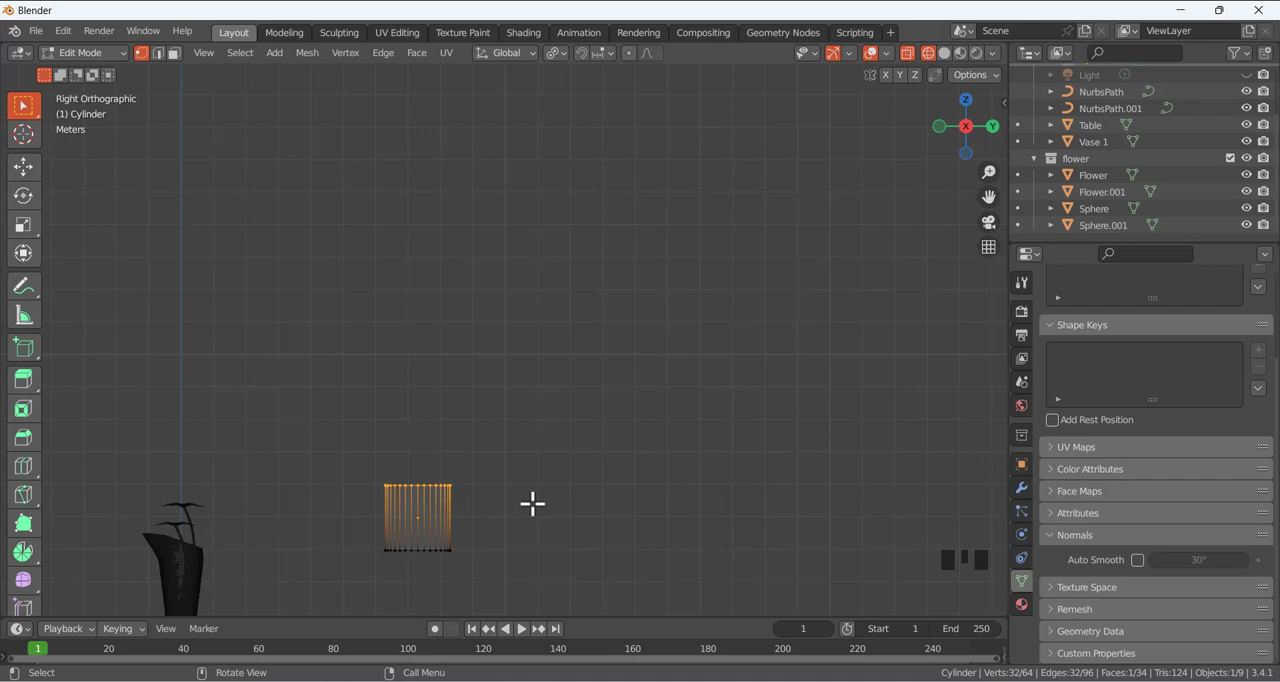 Blender
File Edit Render Window Help Layout Modeling Sculpting UV Editing Texture Paint Shading Animation Rendering Compositing Geometry Nodes Scripting + Scene ViewLayer
Edit Mode View Select Add Mesh Vertex Edge Face UV Global
X Y Z Options
Right Orthographic
(1) Cylinder
Meters
Z
X
Y
Light
NurbsPath
NurbsPath.001
Table
Vase 1
flower
Flower
Flower.001
Sphere
Sphere.001
Shape Keys
Add Rest Position
UV Maps
Color Attributes
Face Maps
Attributes
Normals
Auto Smooth 30°
Texture Space
Remesh
Geometry Data
Custom Properties
Playback Keying View Marker 1 Start 1 End 250
1 20 40 60 80 100 120 140 160 180 200 220 240
Select Rotate View Call Menu Cylinder | Verts:32/64 | Edges:32/96 | Faces:1/34 | Tris:124 | Objects:1/9 | 3.4.1